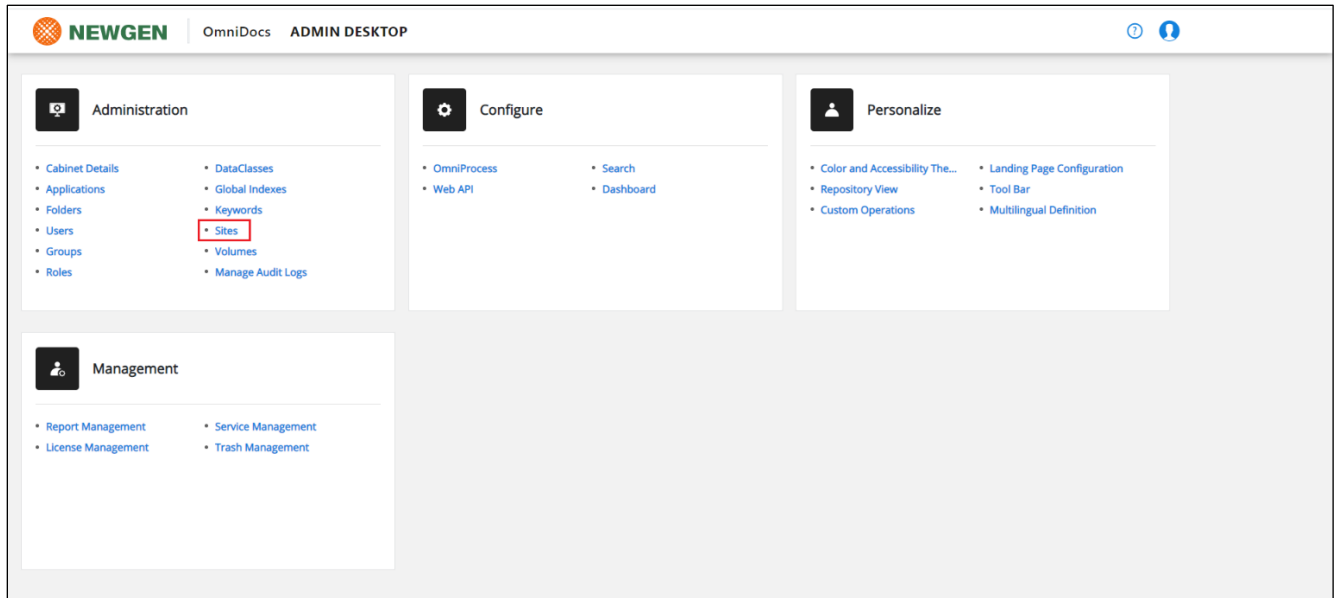 NEWGEN OmniDocs ADMIN DESKTOP ?
Administration
• Cabinet Details
• Applications
• Folders
• Users
• Groups
• Roles
• DataClasses
• Global Indexes
• Keywords
• Sites
• Volumes
• Manage Audit Logs
Configure
• OmniProcess
• Web API
• Search
• Dashboard
Personalize
• Color and Accessibility The...
• Repository View
• Custom Operations
• Landing Page Configuration
• Tool Bar
• Multilingual Definition
Management
• Report Management
• License Management
• Service Management
• Trash Management